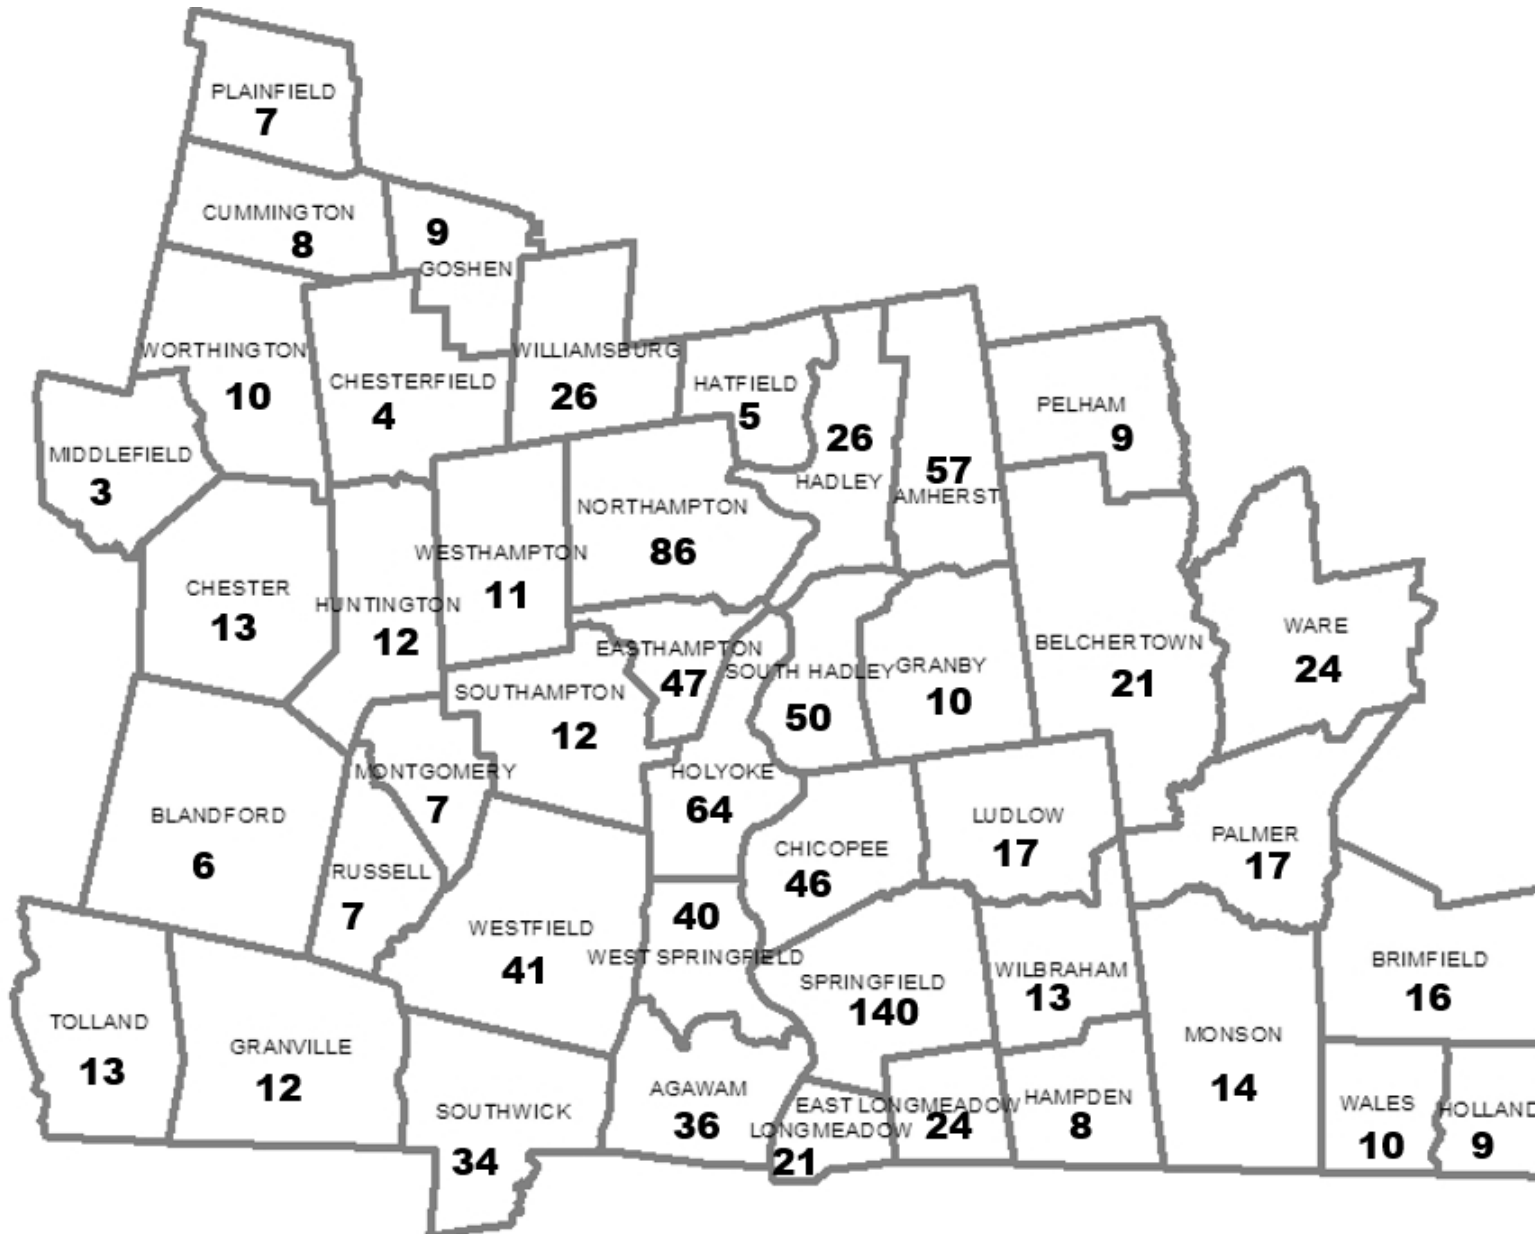 PLAINFIELD
7
CUMMINGTON
8
9
GOSHEN
WORTHINGTON
10
CHESTERFIELD
4
WILLIAMSBURG
26
HATFIELD
5
26
HADLEY
57
AMHERST
PELHAM
9
MIDDLEFIELD
3
NORTHAMPTON
86
WESTHAMPTON
11
CHESTER
13
HUNTINGTON
12
EASTHAMPTON
47
SOUTH HADLEY
50
GRANBY
10
BELCHERTOWN
21
WARE
24
SOUTHAMPTON
12
MONTGOMERY
7
HOLYOKE
64
BLANDFORD
6
RUSSELL
7
CHICOPEE
46
LUDLOW
17
PALMER
17
WESTFIELD
41
40
WEST SPRINGFIELD
SPRINGFIELD
140
WILBRAHAM
13
BRIMFIELD
16
TOLLAND
13
GRANVILLE
12
MONSON
14
SOUTHWICK
34
AGAWAM
36
EAST LONGMEADOW
24
LONGMEADOW
21
HAMPDEN
8
WALES
10
HOLLAND
9